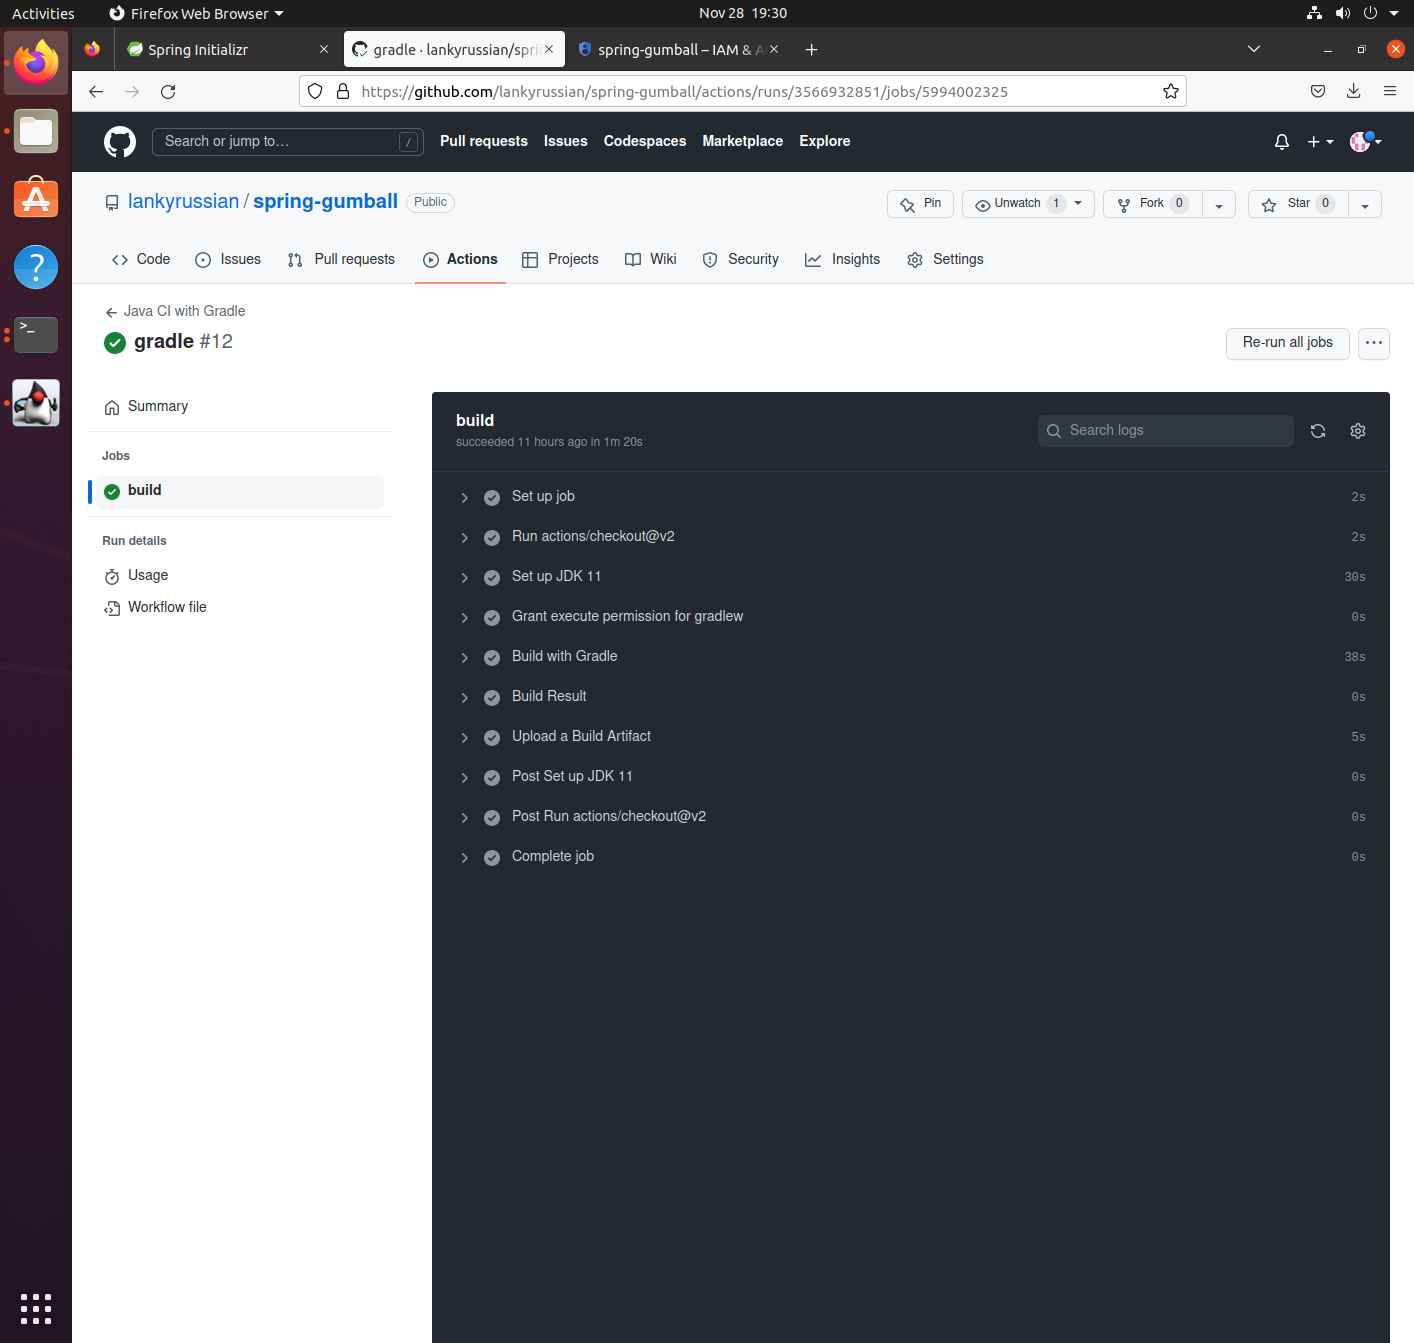 Activities Firefox Web Browser Nov 28 19:30
Spring Initializr gradle · lankyrussian/spri spring-gumball – IAM & A
https://github.com/lankyrussian/spring-gumball/actions/runs/3566932851/jobs/5994002325
Search or jump to… / Pull requests Issues Codespaces Marketplace Explore
lankyrussian / spring-gumball Public Pin Unwatch 1 Fork 0 Star 0
Code Issues Pull requests Actions Projects Wiki Security Insights Settings
Java CI with Gradle
gradle #12
Re-run all jobs
Summary
Jobs
build
Run details
Usage
Workflow file
build
succeeded 11 hours ago in 1m 20s
Search logs
Set up job 2s
Run actions/checkout@v2 2s
Set up JDK 11 30s
Grant execute permission for gradlew 0s
Build with Gradle 38s
Build Result 0s
Upload a Build Artifact 5s
Post Set up JDK 11 0s
Post Run actions/checkout@v2 0s
Complete job 0s